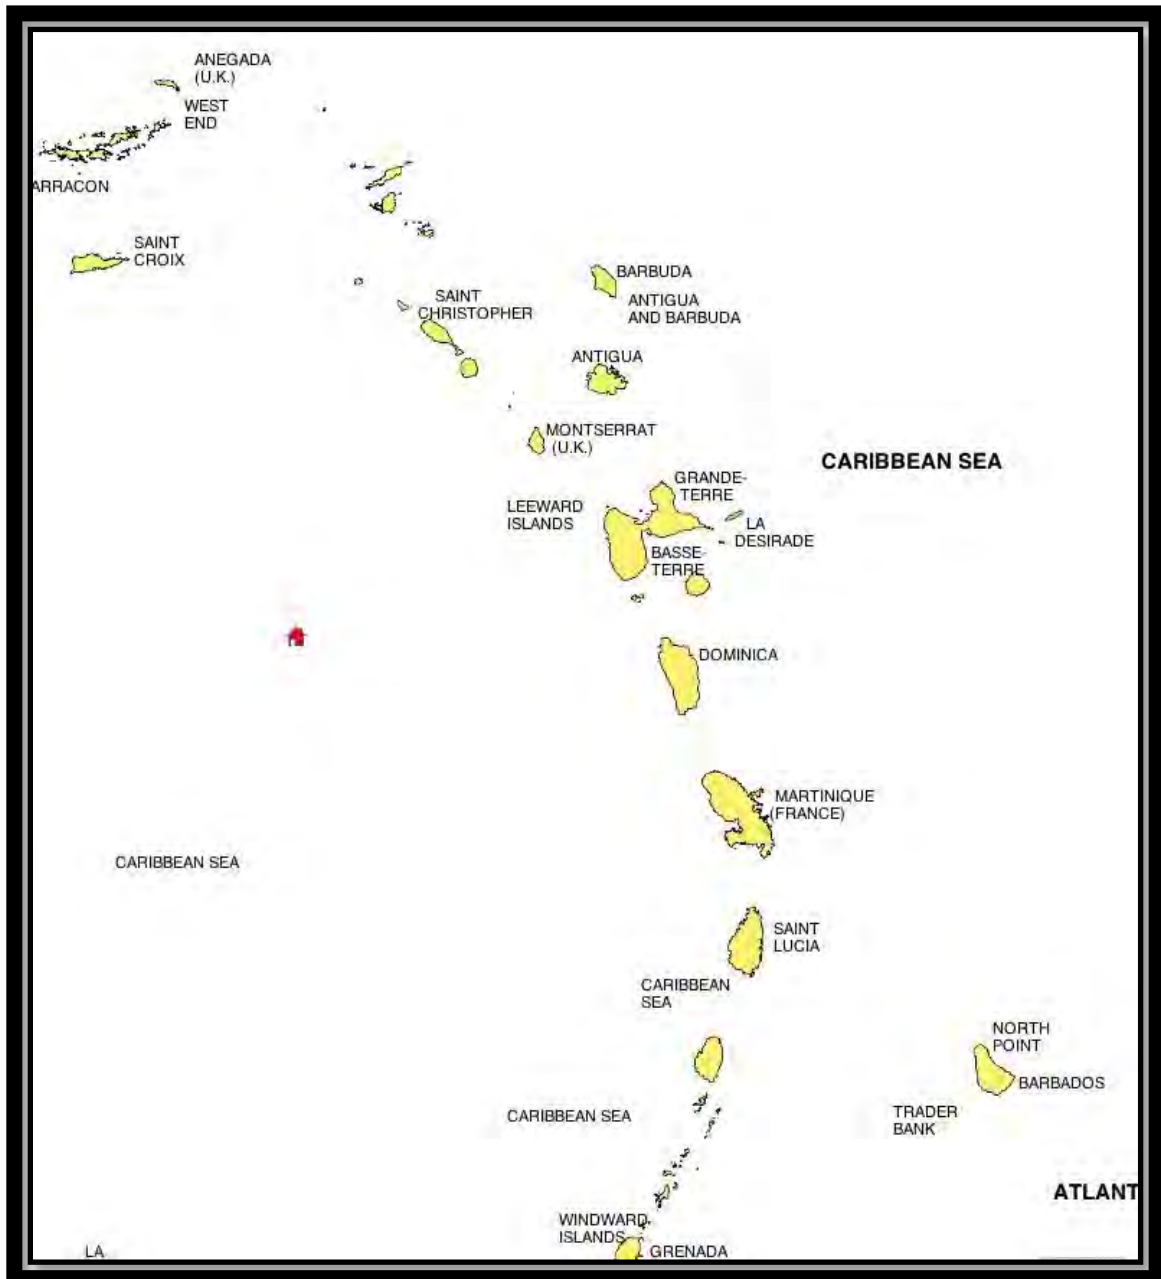 ANEGADA
(U.K.)
WEST
END
ARRACON
SAINT
CROIX
BARBUDA
SAINT
CHRISTOPHER
ANTIGUA
AND BARBUDA
ANTIGUA
MONTSERRAT
(U.K.)
CARIBBEAN SEA
GRANDE-
TERRE
LEEWARD
ISLANDS
LA
DESIRADE
BASSE-
TERRE
DOMINICA
MARTINIQUE
(FRANCE)
CARIBBEAN SEA
SAINT
LUCIA
CARIBBEAN
SEA
NORTH
POINT
BARBADOS
CARIBBEAN SEA
TRADER
BANK
ATLANT
WINDWARD
ISLANDS
LA
GRENADA